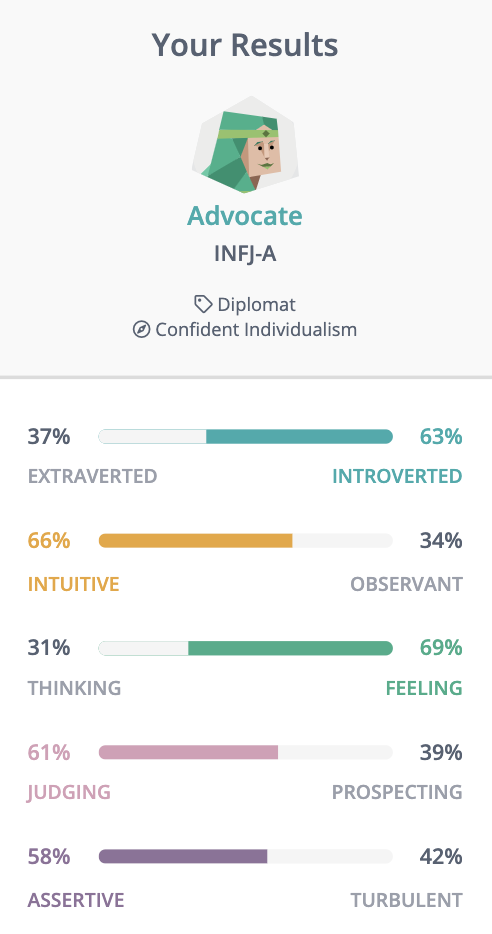 Your Results
Advocate
INFJ-A
Diplomat
Confident Individualism
37% 63%
EXTRAVERTED INTROVERTED
66% 34%
INTUITIVE OBSERVANT
31% 69%
THINKING FEELING
61% 39%
JUDGING PROSPECTING
58% 42%
ASSERTIVE TURBULENT